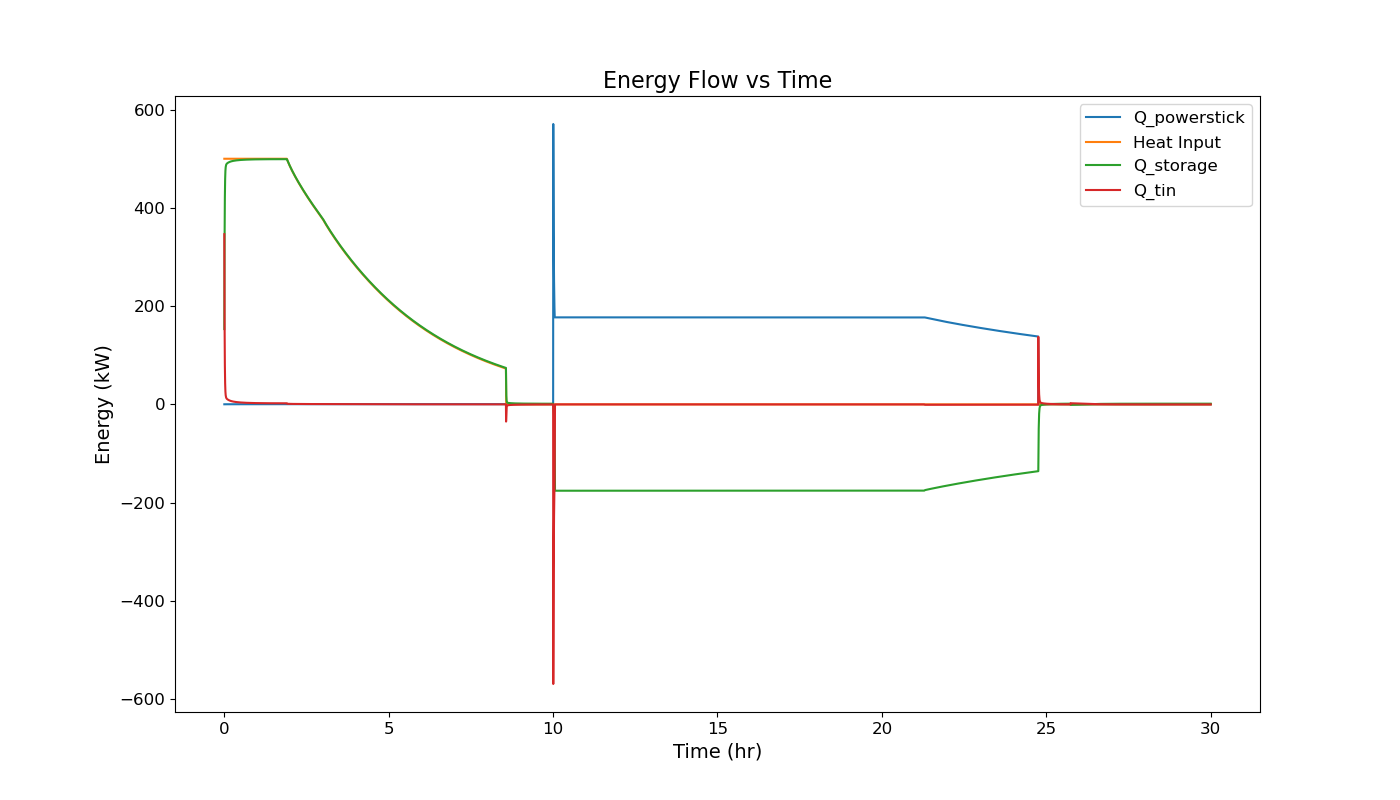 Energy Flow vs Time
Q_powerstick
Heat Input
Q_storage
Q_tin
600
400
200
0
−200
−400
−600
Energy (kW)
0 5 10 15 20 25 30
Time (hr)